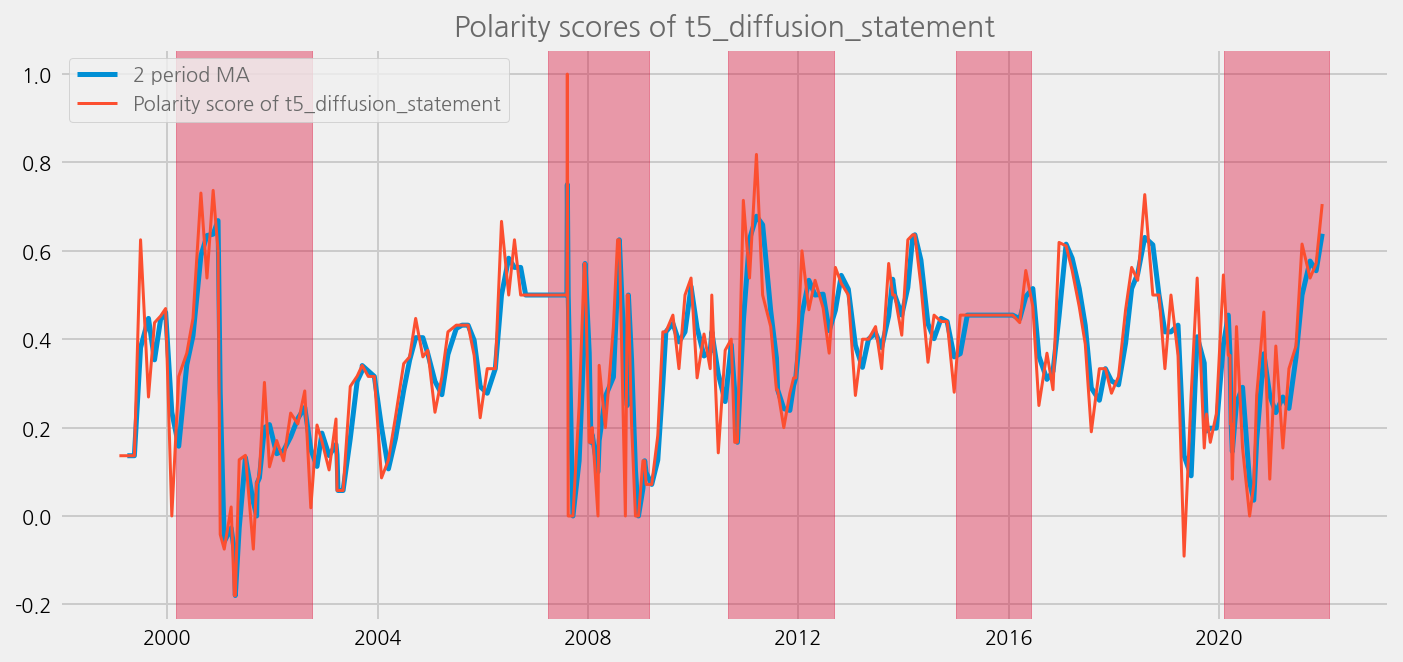 Polarity scores of t5_diffusion_statement
2 period MA
Polarity score of t5_diffusion_statement
1.0
0.8
0.6
0.4
0.2
0.0
-0.2
2000 2004 2008 2012 2016 2020